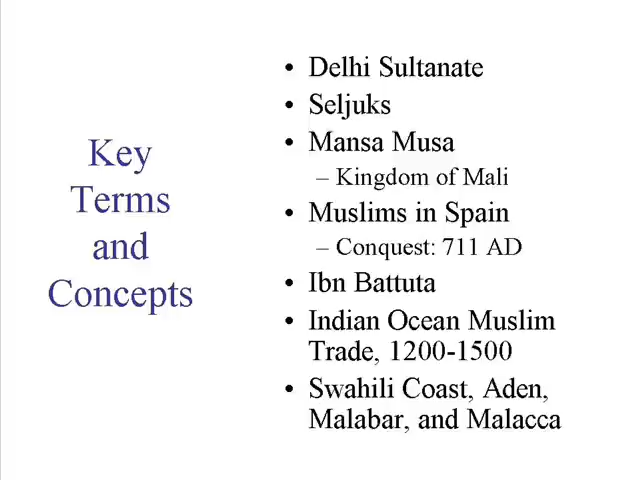 Key
Terms
and
Concepts
• Delhi Sultanate
• Seljuks
• Mansa Musa
– Kingdom of Mali
• Muslims in Spain
– Conquest: 711 AD
• Ibn Battuta
• Indian Ocean Muslim
Trade, 1200-1500
• Swahili Coast, Aden,
Malabar, and Malacca